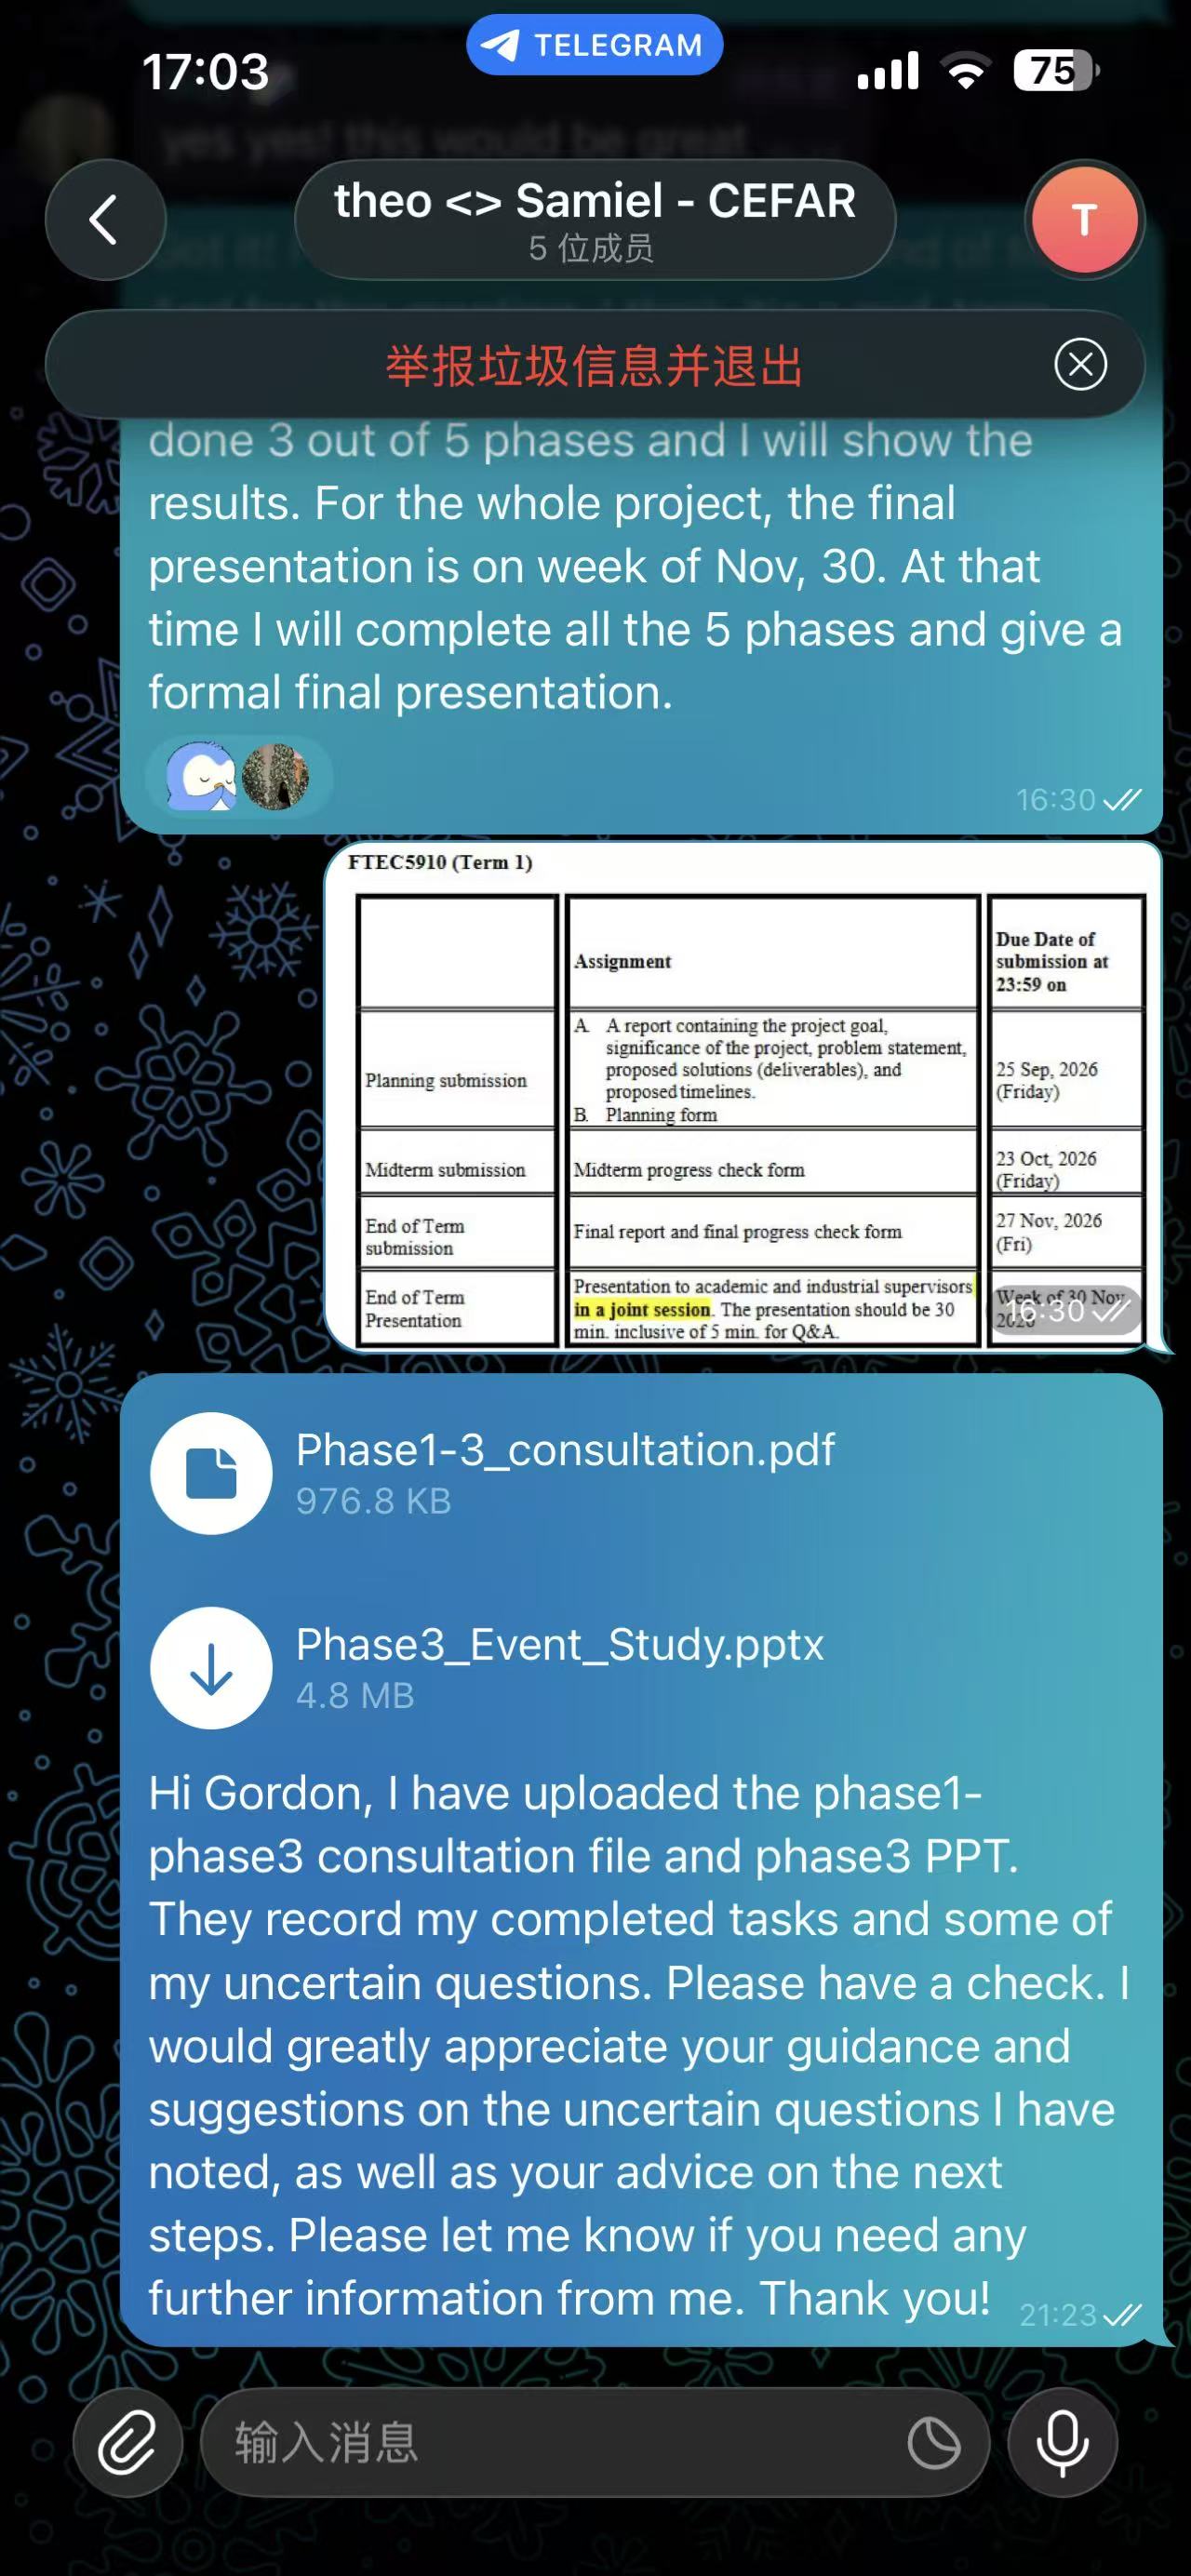 17:03
TELEGRAM
75
yes yes! this would be great.
theo <> Samiel - CEFAR
5 位成员
T
举报垃圾信息并退出
done 3 out of 5 phases and I will show the
results. For the whole project, the final
presentation is on week of Nov, 30. At that
time I will complete all the 5 phases and give a
formal final presentation.
16:30
FTEC5910 (Term 1)
Assignment
Due Date of
submission at
23:59 on
Planning submission
A. A report containing the project goal,
significance of the project, problem statement,
proposed solutions (deliverables), and
proposed timelines.
B. Planning form
25 Sep, 2026
(Friday)
Midterm submission
Midterm progress check form
23 Oct, 2026
(Friday)
End of Term
submission
Final report and final progress check form
27 Nov, 2026
(Fri)
End of Term
Presentation
Presentation to academic and industrial supervisors
in a joint session. The presentation should be 30
min. inclusive of 5 min. for Q&A.
Week of 30 Nov
2026
16:30
Phase1-3_consultation.pdf
976.8 KB
Phase3_Event_Study.pptx
4.8 MB
Hi Gordon, I have uploaded the phase1-
phase3 consultation file and phase3 PPT.
They record my completed tasks and some of
my uncertain questions. Please have a check. I
would greatly appreciate your guidance and
suggestions on the uncertain questions I have
noted, as well as your advice on the next
steps. Please let me know if you need any
further information from me. Thank you!
21:23
输入消息